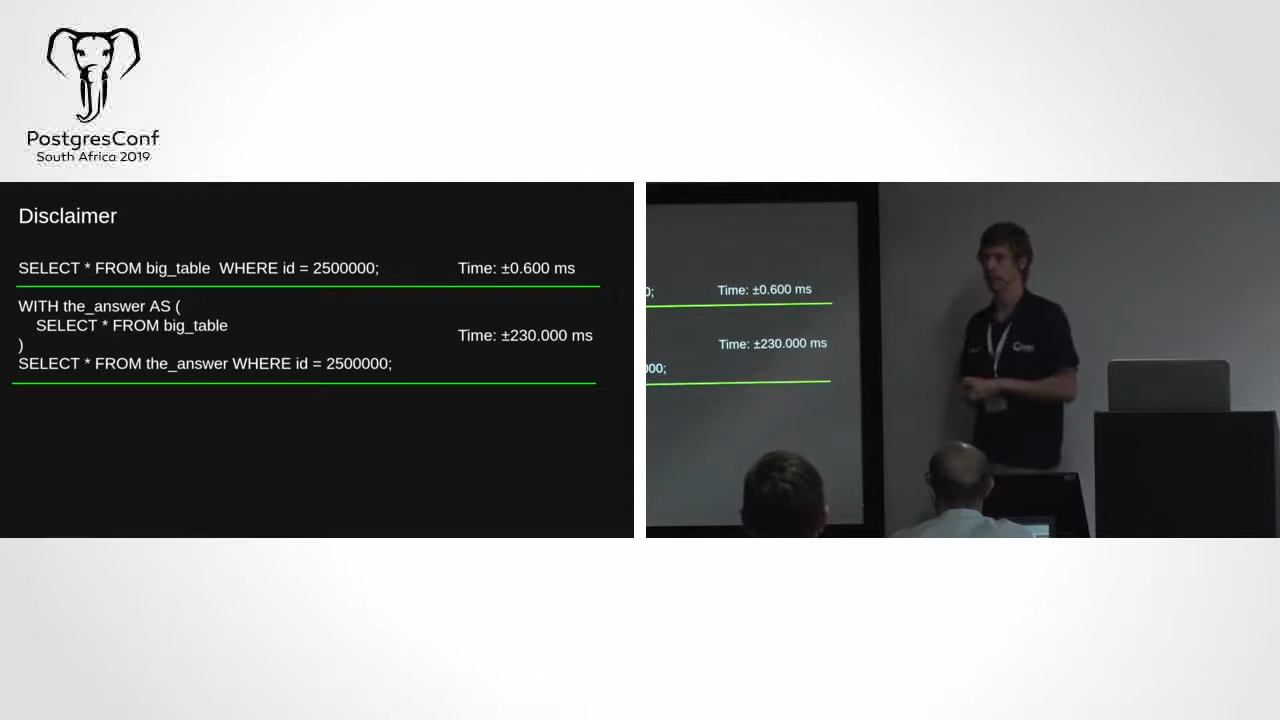 PostgresConf
South Africa 2019
Disclaimer
SELECT * FROM big_table  WHERE id = 2500000;
Time: ±0.600 ms
WITH the_answer AS (
SELECT * FROM big_table
)
Time: ±230.000 ms
SELECT * FROM the_answer WHERE id = 2500000;
0;
Time: ±0.600 ms
Time: ±230.000 ms
000;